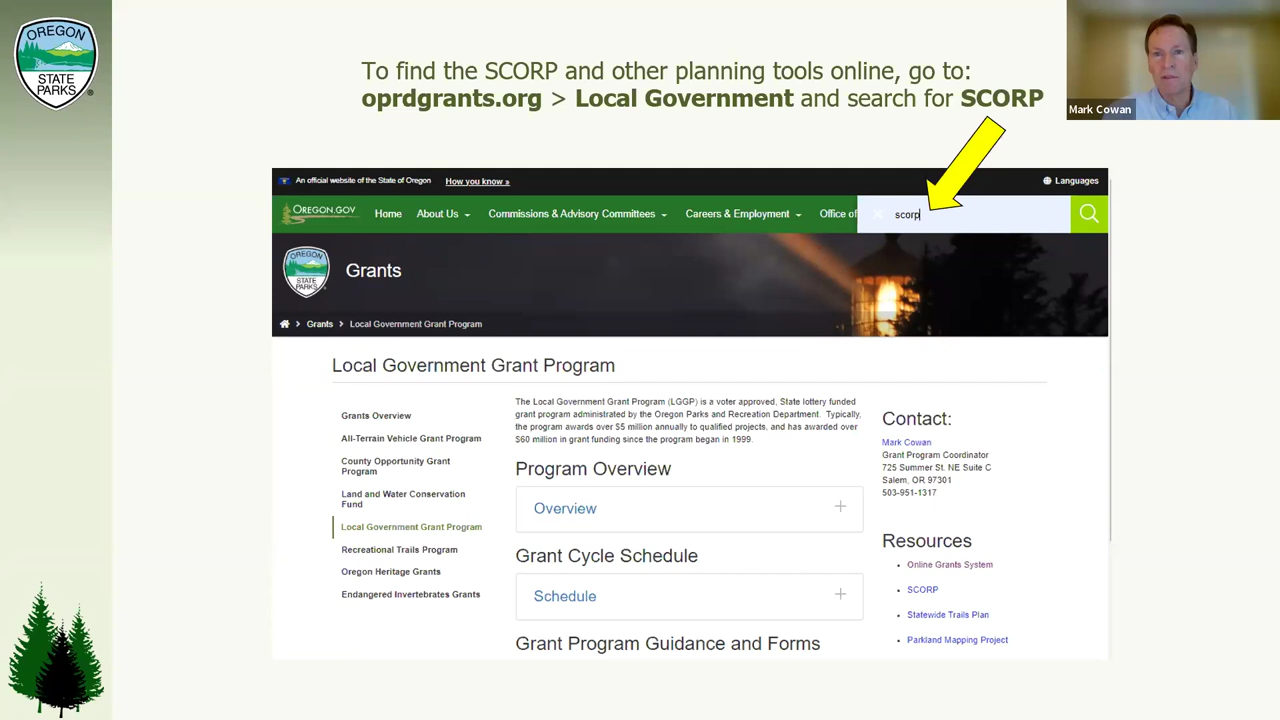 OREGON
STATE
PARKS
®
To find the SCORP and other planning tools online, go to:
oprdgrants.org > Local Government and search for SCORP
Mark Cowan
An official website of the State of Oregon
How you know »
Languages
OREGON.GOV
Home
About Us
Commissions & Advisory Committees
Careers & Employment
Office of
scorp
OREGON
STATE
PARKS
Grants
Grants > Local Government Grant Program
Local Government Grant Program
Grants Overview
All-Terrain Vehicle Grant Program
County Opportunity Grant
Program
Land and Water Conservation
Fund
Local Government Grant Program
Recreational Trails Program
Oregon Heritage Grants
Endangered Invertebrates Grants
The Local Government Grant Program (LGGP) is a voter approved, State lottery funded
grant program administered by the Oregon Parks and Recreation Department. Typically,
the program awards over $5 million annually to qualified projects, and has awarded over
$60 million in grant funding since the program began in 1999.
Program Overview
Overview
Grant Cycle Schedule
Schedule
Grant Program Guidance and Forms
Contact:
Mark Cowan
Grant Program Coordinator
725 Summer St. NE Suite C
Salem, OR 97301
503-951-1317
Resources
Online Grants System
SCORP
Statewide Trails Plan
Parkland Mapping Project